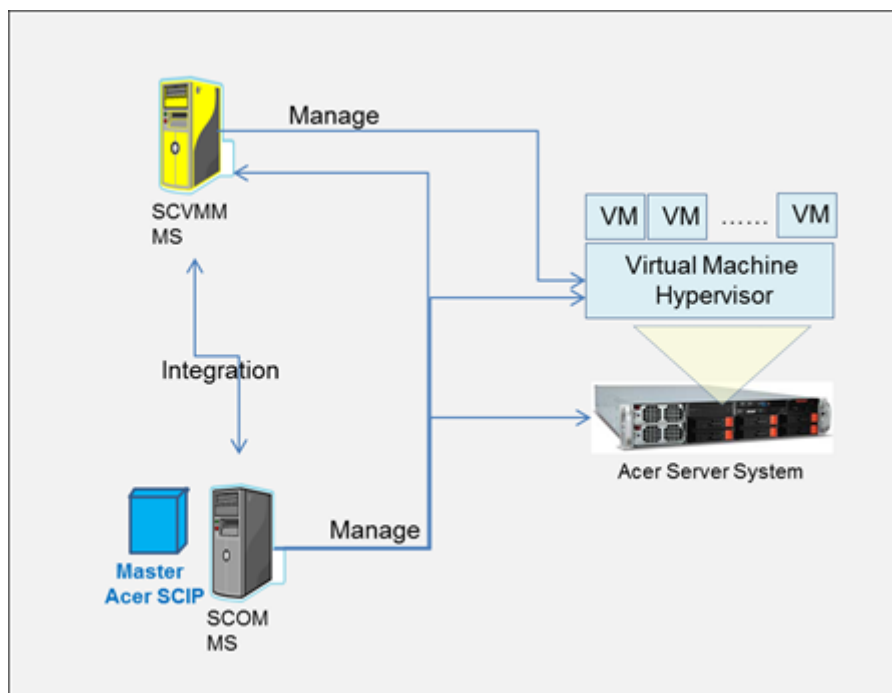 Manage
SCVMM
MS
VM
VM
......
VM
Virtual Machine
Hypervisor
Integration
Acer Server System
Manage
Master
Acer SCIP
SCOM
MS